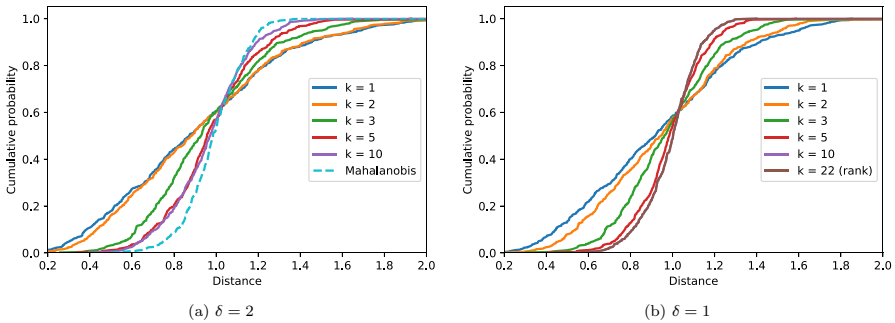 1.0
0.8
0.6
0.4
0.2
0.0
Cumulative probability
k = 1
k = 2
k = 3
k = 5
k = 10
Mahalanobis
0.2 0.4 0.6 0.8 1.0 1.2 1.4 1.6 1.8 2.0
Distance
(a) δ = 2
1.0
0.8
0.6
0.4
0.2
0.0
Cumulative probability
k = 1
k = 2
k = 3
k = 5
k = 10
k = 22 (rank)
0.2 0.4 0.6 0.8 1.0 1.2 1.4 1.6 1.8 2.0
Distance
(b) δ = 1